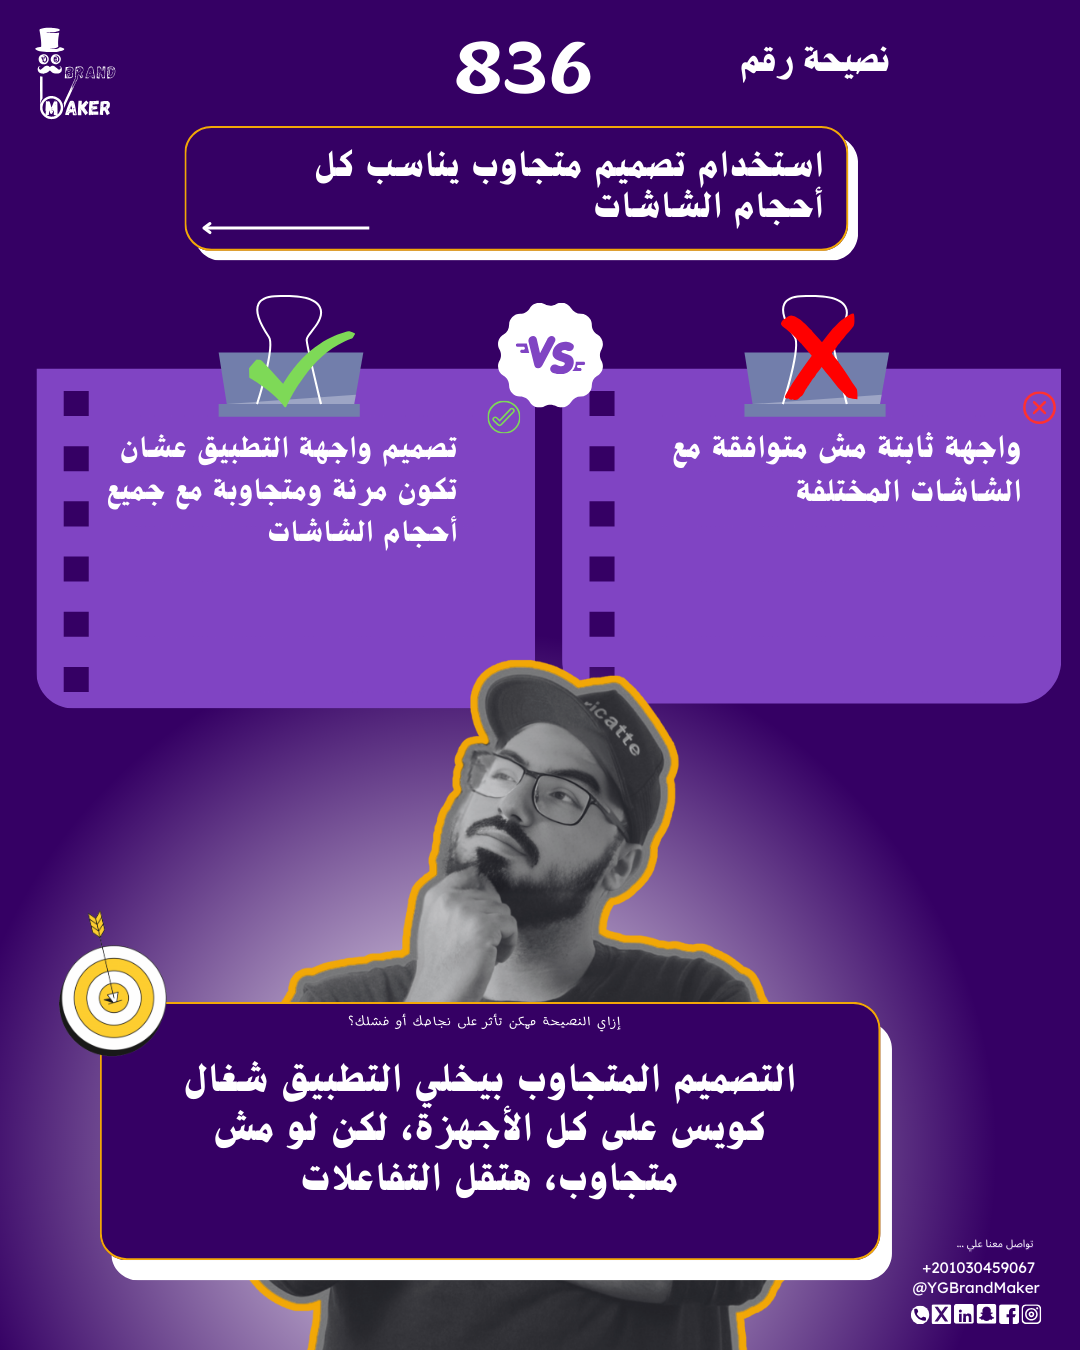 BRAND
MAKER
نصيحة رقم
836
استخدام تصميم متجاوب يناسب كل
أحجام الشاشات
VS
واجهة ثابتة مش متوافقة مع
الشاشات المختلفة
تصميم واجهة التطبيق عشان
تكون مرنة ومتجاوبة مع جميع
أحجام الشاشات
icatte
إزاي النصيحة ممكن تأثر على نجاحك أو فشلك؟
التصميم المتجاوب بيخلي التطبيق شغال
كويس على كل الأجهزة، لكن لو مش
متجاوب، هتقل التفاعلات
تواصل معنا علي ...
+201030459067
@YGBrandMaker